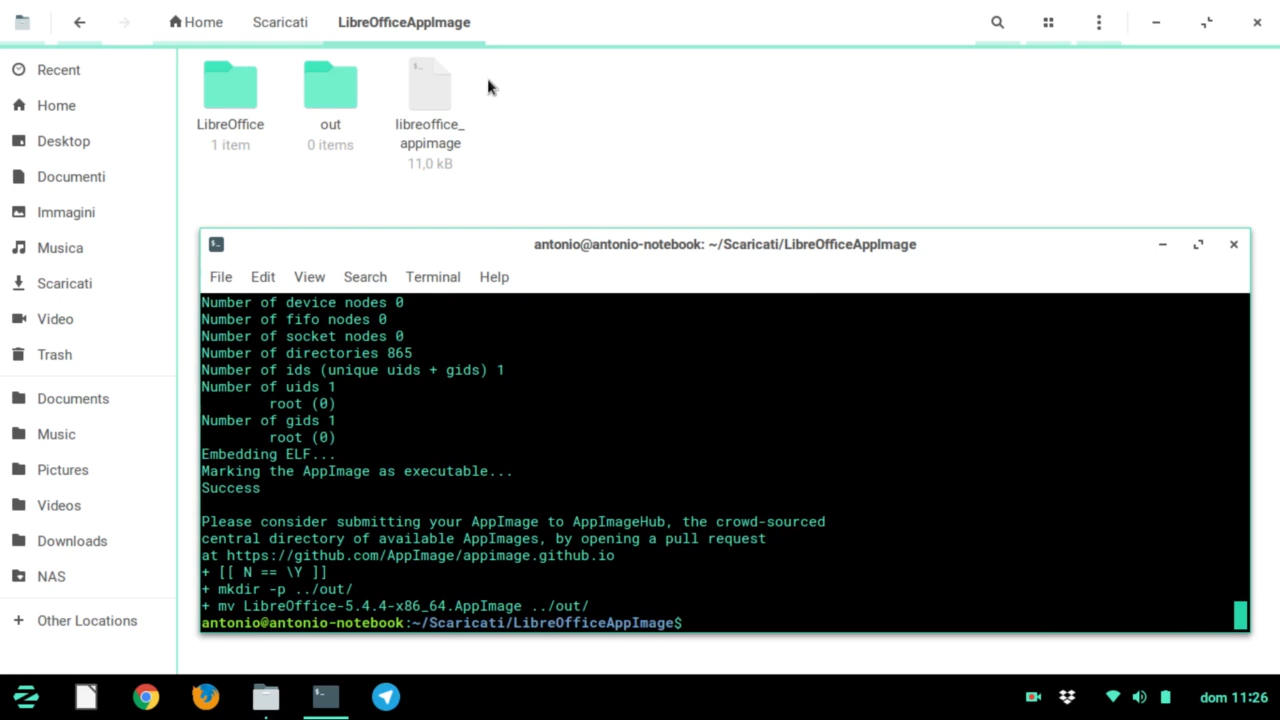 Home
Scaricati
LibreOfficeAppImage
Recent
Home
Desktop
Documenti
Immagini
Musica
Scaricati
Video
Trash
Documents
Music
Pictures
Videos
Downloads
NAS
Other Locations
LibreOffice
1 item
out
0 items
libreoffice_
appimage
11,0 kB
antonio@antonio-notebook: ~/Scaricati/LibreOfficeAppImage
File Edit View Search Terminal Help
Number of device nodes 0
Number of fifo nodes 0
Number of socket nodes 0
Number of directories 865
Number of ids (unique uids + gids) 1
Number of uids 1
root (0)
Number of gids 1
root (0)
Embedding ELF...
Marking the AppImage as executable...
Success
Please consider submitting your AppImage to AppImageHub, the crowd-sourced
central directory of available AppImages, by opening a pull request
at https://github.com/AppImage/appimage.github.io
+ [[ N == \Y ]]
+ mkdir -p ../out/
+ mv LibreOffice-5.4.4-x86_64.AppImage ../out/
antonio@antonio-notebook:~/Scaricati/LibreOfficeAppImage$
dom 11:26